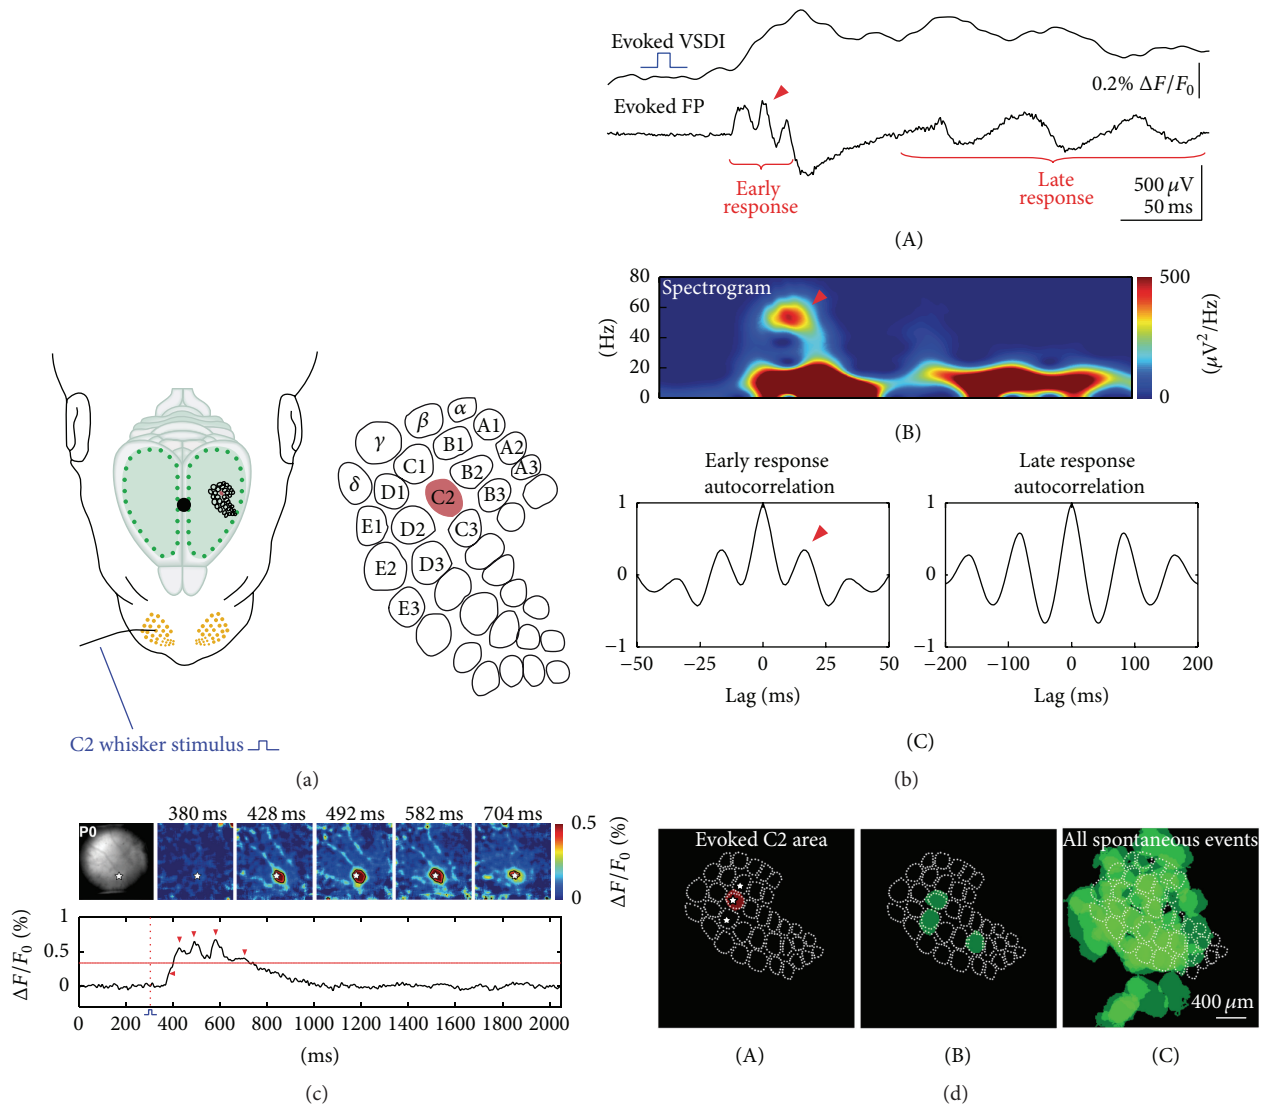 Evoked VSDI
0.2% ΔF/F0
Evoked FP
Early
response
Late
response
500 μV
50 ms
(A)
Spectrogram
80
60
40
20
0
(Hz)
500
0
(μV²/Hz)
(B)
Early response
autocorrelation
1
0
−1
−50 −25 0 25 50
Lag (ms)
Late response
autocorrelation
1
0
−1
−200 −100 0 100 200
Lag (ms)
(C)
(b)
α
β
γ
δ
A1
A2
A3
B1
B2
B3
C1
C2
C3
D1
D2
D3
E1
E2
E3
C2 whisker stimulus
(a)
P0
380 ms 428 ms 492 ms 582 ms 704 ms
0.5
0
ΔF/F0 (%)
1
0.5
0
ΔF/F0 (%)
0 200 400 600 800 1000 1200 1400 1600 1800 2000
(ms)
(c)
Evoked C2 area
All spontaneous events
400 μm
(A) (B) (C)
(d)